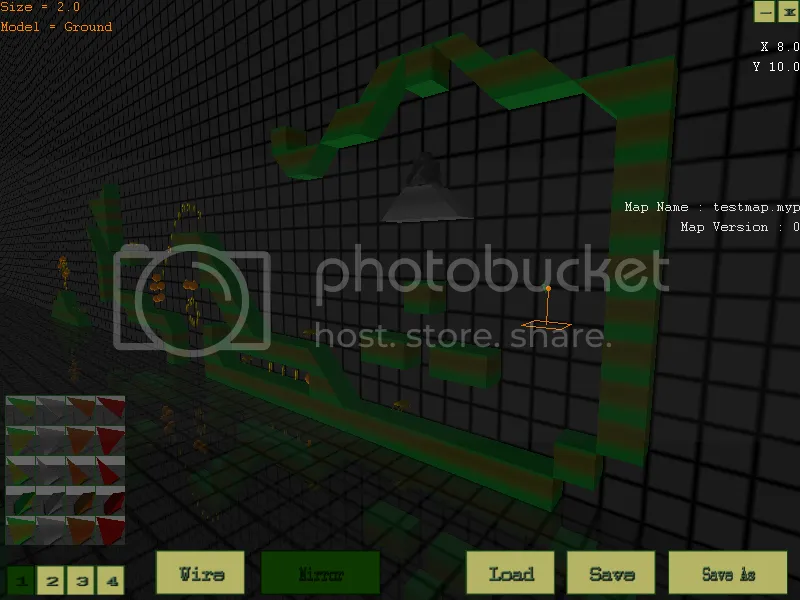 Size = 2.0
Model = Ground
X 8.0
Y 10.0
Map Name : testmap.myp
Map Version : 0
photobucket
host. store. share.
1 2 3 4
Wire
Mirror
Load
Save
Save As